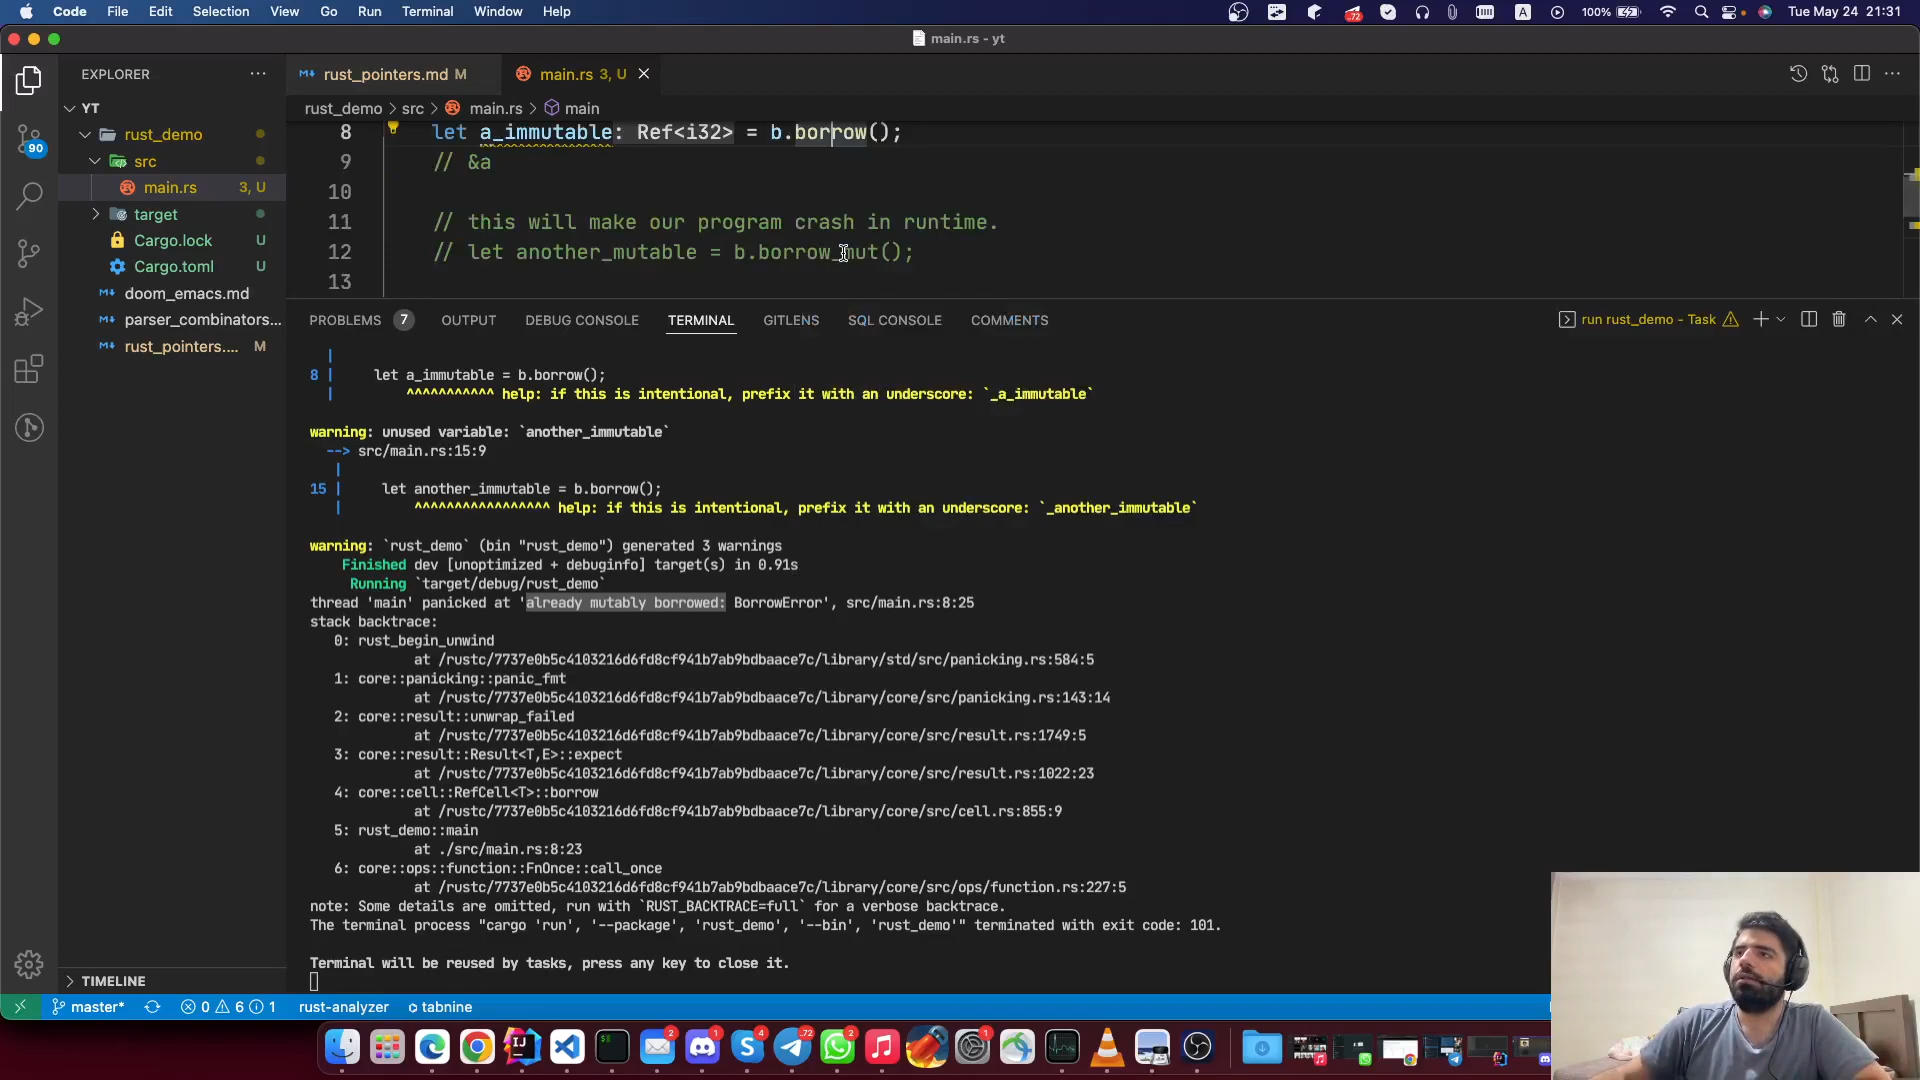 Code File Edit Selection View Go Run Terminal Window Help
72 A 100% Tue May 24 21:31
main.rs - yt
EXPLORER
rust_pointers.md M
main.rs 3, U
YT
rust_demo > src > main.rs > main
rust_demo
src
main.rs 3, U
target
Cargo.lock U
Cargo.toml U
doom_emacs.md
parser_combinators...
rust_pointers.... M
90
8 let a_immutable: Ref<i32> = b.borrow();
9 // &a
10
11 // this will make our program crash in runtime.
12 // let another_mutable = b.borrow_mut();
13
PROBLEMS 7 OUTPUT DEBUG CONSOLE TERMINAL GITLENS SQL CONSOLE COMMENTS
run rust_demo - Task
|
8 | let a_immutable = b.borrow();
| ^^^^^^^^^^^ help: if this is intentional, prefix it with an underscore: `_a_immutable`
warning: unused variable: `another_immutable`
--> src/main.rs:15:9
|
15 | let another_immutable = b.borrow();
| ^^^^^^^^^^^^^^^^^ help: if this is intentional, prefix it with an underscore: `_another_immutable`
warning: `rust_demo` (bin "rust_demo") generated 3 warnings
Finished dev [unoptimized + debuginfo] target(s) in 0.91s
Running `target/debug/rust_demo`
thread 'main' panicked at 'already mutably borrowed: BorrowError', src/main.rs:8:25
stack backtrace:
0: rust_begin_unwind
at /rustc/7737e0b5c4103216d6fd8cf941b7ab9bdbaace7c/library/std/src/panicking.rs:584:5
1: core::panicking::panic_fmt
at /rustc/7737e0b5c4103216d6fd8cf941b7ab9bdbaace7c/library/core/src/panicking.rs:143:14
2: core::result::unwrap_failed
at /rustc/7737e0b5c4103216d6fd8cf941b7ab9bdbaace7c/library/core/src/result.rs:1749:5
3: core::result::Result<T,E>::expect
at /rustc/7737e0b5c4103216d6fd8cf941b7ab9bdbaace7c/library/core/src/result.rs:1022:23
4: core::cell::RefCell<T>::borrow
at /rustc/7737e0b5c4103216d6fd8cf941b7ab9bdbaace7c/library/core/src/cell.rs:855:9
5: rust_demo::main
at ./src/main.rs:8:23
6: core::ops::function::FnOnce::call_once
at /rustc/7737e0b5c4103216d6fd8cf941b7ab9bdbaace7c/library/core/src/ops/function.rs:227:5
note: Some details are omitted, run with `RUST_BACKTRACE=full` for a verbose backtrace.
The terminal process "cargo 'run', '--package', 'rust_demo', '--bin', 'rust_demo'" terminated with exit code: 101.
Terminal will be reused by tasks, press any key to close it.
TIMELINE
master* 0 6 1 rust-analyzer tabnine
2 1 4 72 2 1